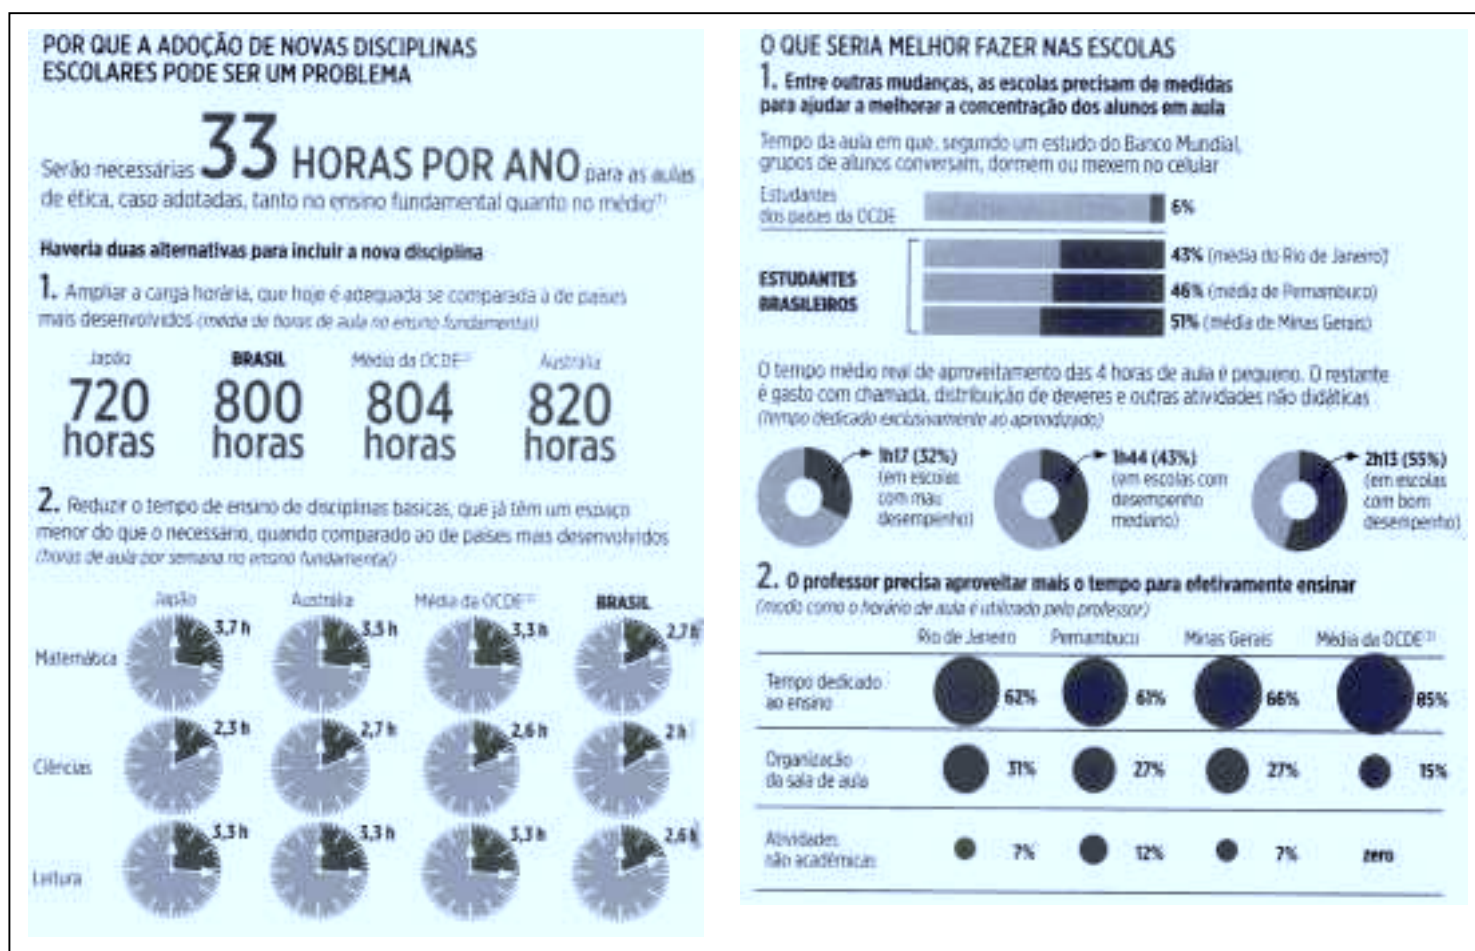 POR QUE A ADOÇÃO DE NOVAS DISCIPLINAS
ESCOLARES PODE SER UM PROBLEMA
Serão necessárias 33 HORAS POR ANO para as aulas
de ética, caso adotadas, tanto no ensino fundamental quanto no médio⁽¹⁾
Haveria duas alternativas para incluir a nova disciplina
1. Ampliar a carga horária, que hoje é adequada se comparada à de países
mais desenvolvidos (média de horas de aula no ensino fundamental)
Japão BRASIL Média da OCDE Austrália
720 800 804 820
horas horas horas horas
2. Reduzir o tempo de ensino de disciplinas básicas, que já têm um espaço
menor do que o necessário, quando comparado ao de países mais desenvolvidos
(horas de aula por semana no ensino fundamental)
Japão Austrália Média da OCDE BRASIL
Matemática 3,7 h 3,5 h 3,3 h 2,7 h
Ciências 2,3 h 2,7 h 2,6 h 2 h
Leitura 3,3 h 3,3 h 3,3 h 2,6 h
O QUE SERIA MELHOR FAZER NAS ESCOLAS
1. Entre outras mudanças, as escolas precisam de medidas
para ajudar a melhorar a concentração dos alunos em aula
Tempo da aula em que, segundo um estudo do Banco Mundial,
grupos de alunos conversam, dormem ou mexem no celular
Estudantes
dos países da OCDE 6%
ESTUDANTES
BRASILEIROS
43% (média do Rio de Janeiro)
46% (média de Pernambuco)
51% (média de Minas Gerais)
O tempo médio real de aproveitamento das 4 horas de aula é pequeno. O restante
é gasto com chamada, distribuição de deveres e outras atividades não didáticas
(tempo dedicado exclusivamente ao aprendizado)
1h17 (32%)
(em escolas
com mau
desempenho)
1h44 (43%)
(em escolas com
desempenho
mediano)
2h13 (55%)
(em escolas
com bom
desempenho)
2. O professor precisa aproveitar mais o tempo para efetivamente ensinar
(modo como o horário de aula é utilizado pelo professor)
Rio de Janeiro Pernambuco Minas Gerais Média da OCDE
Tempo dedicado
ao ensino 62% 61% 66% 85%
Organização
da sala de aula 31% 27% 27% 15%
Atividades
não acadêmicas 7% 12% 7% zero